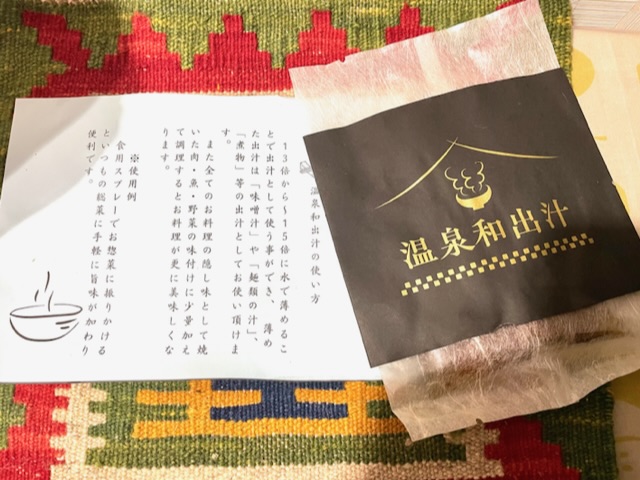 温泉和出汁の使い方
13倍から~15倍に水で薄めるこ
とで出汁として使う事ができ、薄め
た出汁は「味噌汁」や「麺類の汁」、
「煮物」等の出汁としてお使い頂けま
す。
また全てのお料理の隠し味として焼
いた肉・魚・野菜の味付けに少量加え
て調理するとお料理が更に美味しくな
ります。
※使用例
食用スプレーでお惣菜に振りかける
といつもの総菜に手軽に旨味が加わり
便利です。
温泉和出汁